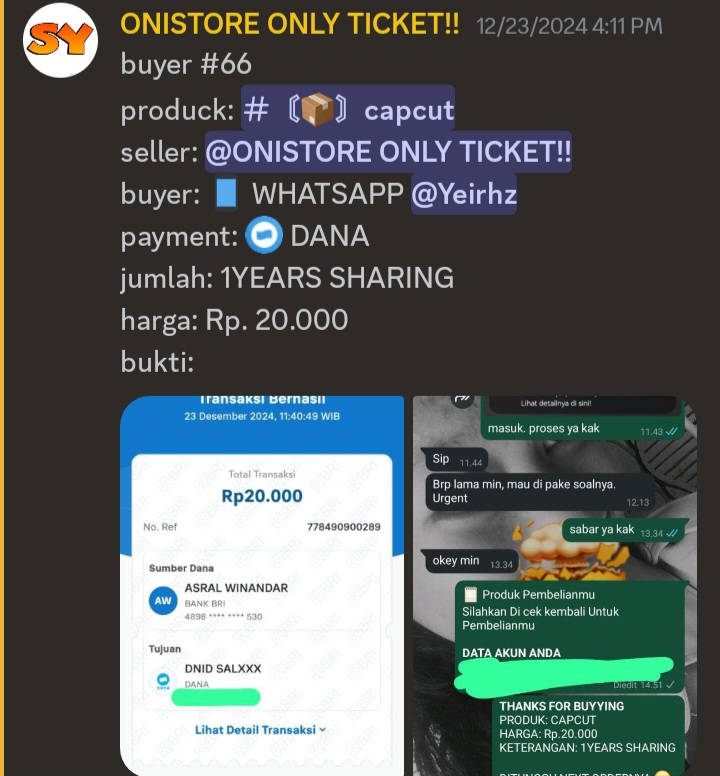 SY
ONISTORE ONLY TICKET!! 12/23/2024 4:11 PM
buyer #66
produck: # 〘📦〙 capcut
seller: @ONISTORE ONLY TICKET!!
buyer: WHATSAPP @Yeirhz
payment: DANA
jumlah: 1YEARS SHARING
harga: Rp. 20.000
bukti:
Transaksi Berhasil
23 Desember 2024, 11:40:49 WIB
Total Transaksi
Rp20.000
No. Ref 778490900289
Sumber Dana
AW
ASRAL WINANDAR
BANK BRI
4898 **** **** 530
Tujuan
DNID SALXXX
DANA
Lihat Detail Transaksi
Lihat detailnya di sini!
masuk. proses ya kak 11.43
Sip 11.44
Brp lama min, mau di pake soalnya.
Urgent 12.13
sabar ya kak 13.34
okey min 13.34
Produk Pembelianmu
Silahkan Di cek kembali Untuk
Pembelianmu
DATA AKUN ANDA
Diedit 14.51
THANKS FOR BUYYING
PRODUK: CAPCUT
HARGA: Rp.20.000
KETERANGAN: 1YEARS SHARING